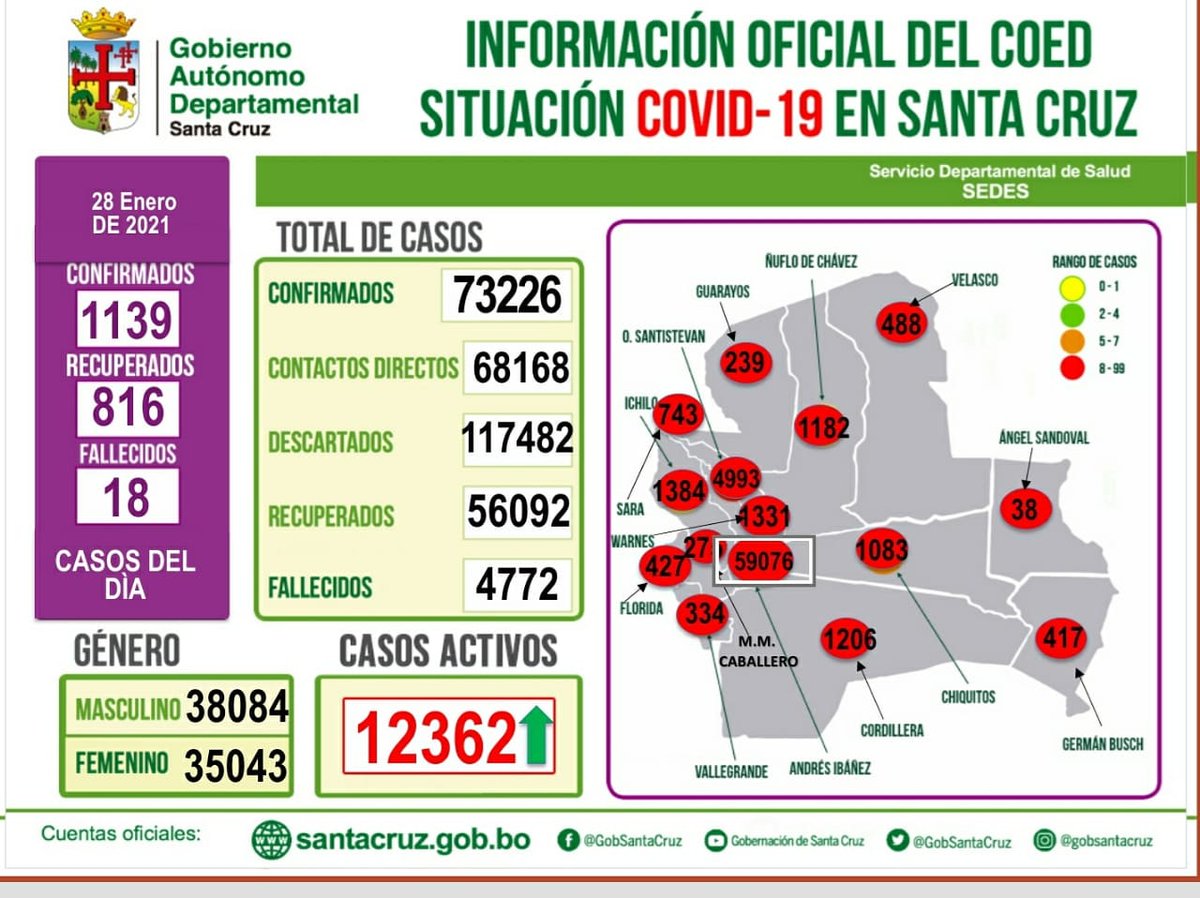 Gobierno
Autónomo
Departamental
Santa Cruz
INFORMACIÓN OFICIAL DEL COED
SITUACIÓN COVID-19 EN SANTA CRUZ
Servicio Departamental de Salud
SEDES
28 Enero
DE 2021
CONFIRMADOS
1139
RECUPERADOS
816
FALLECIDOS
18
CASOS DEL
DÌA
TOTAL DE CASOS
CONFIRMADOS 73226
CONTACTOS DIRECTOS 68168
DESCARTADOS 117482
RECUPERADOS 56092
FALLECIDOS 4772
GÉNERO
MASCULINO 38084
FEMENINO 35043
CASOS ACTIVOS
12362
ÑUFLO DE CHÁVEZ
GUARAYOS
VELASCO
RANGO DE CASOS
0-1
2-4
5-7
8-99
488
O. SANTISTEVAN
239
ICHILO
743
1182
ÁNGEL SANDOVAL
4993
1384
SARA
1331
38
WARNES
27
59076
1083
427
FLORIDA
334
M.M.
CABALLERO
1206
417
CHIQUITOS
CORDILLERA
GERMÁN BUSCH
VALLEGRANDE
ANDRÉS IBÁÑEZ
Cuentas oficiales:
www
santacruz.gob.bo
@GobSantaCruz
Gobernación de Santa Cruz
@GobSantaCruz
@gobsantacruz